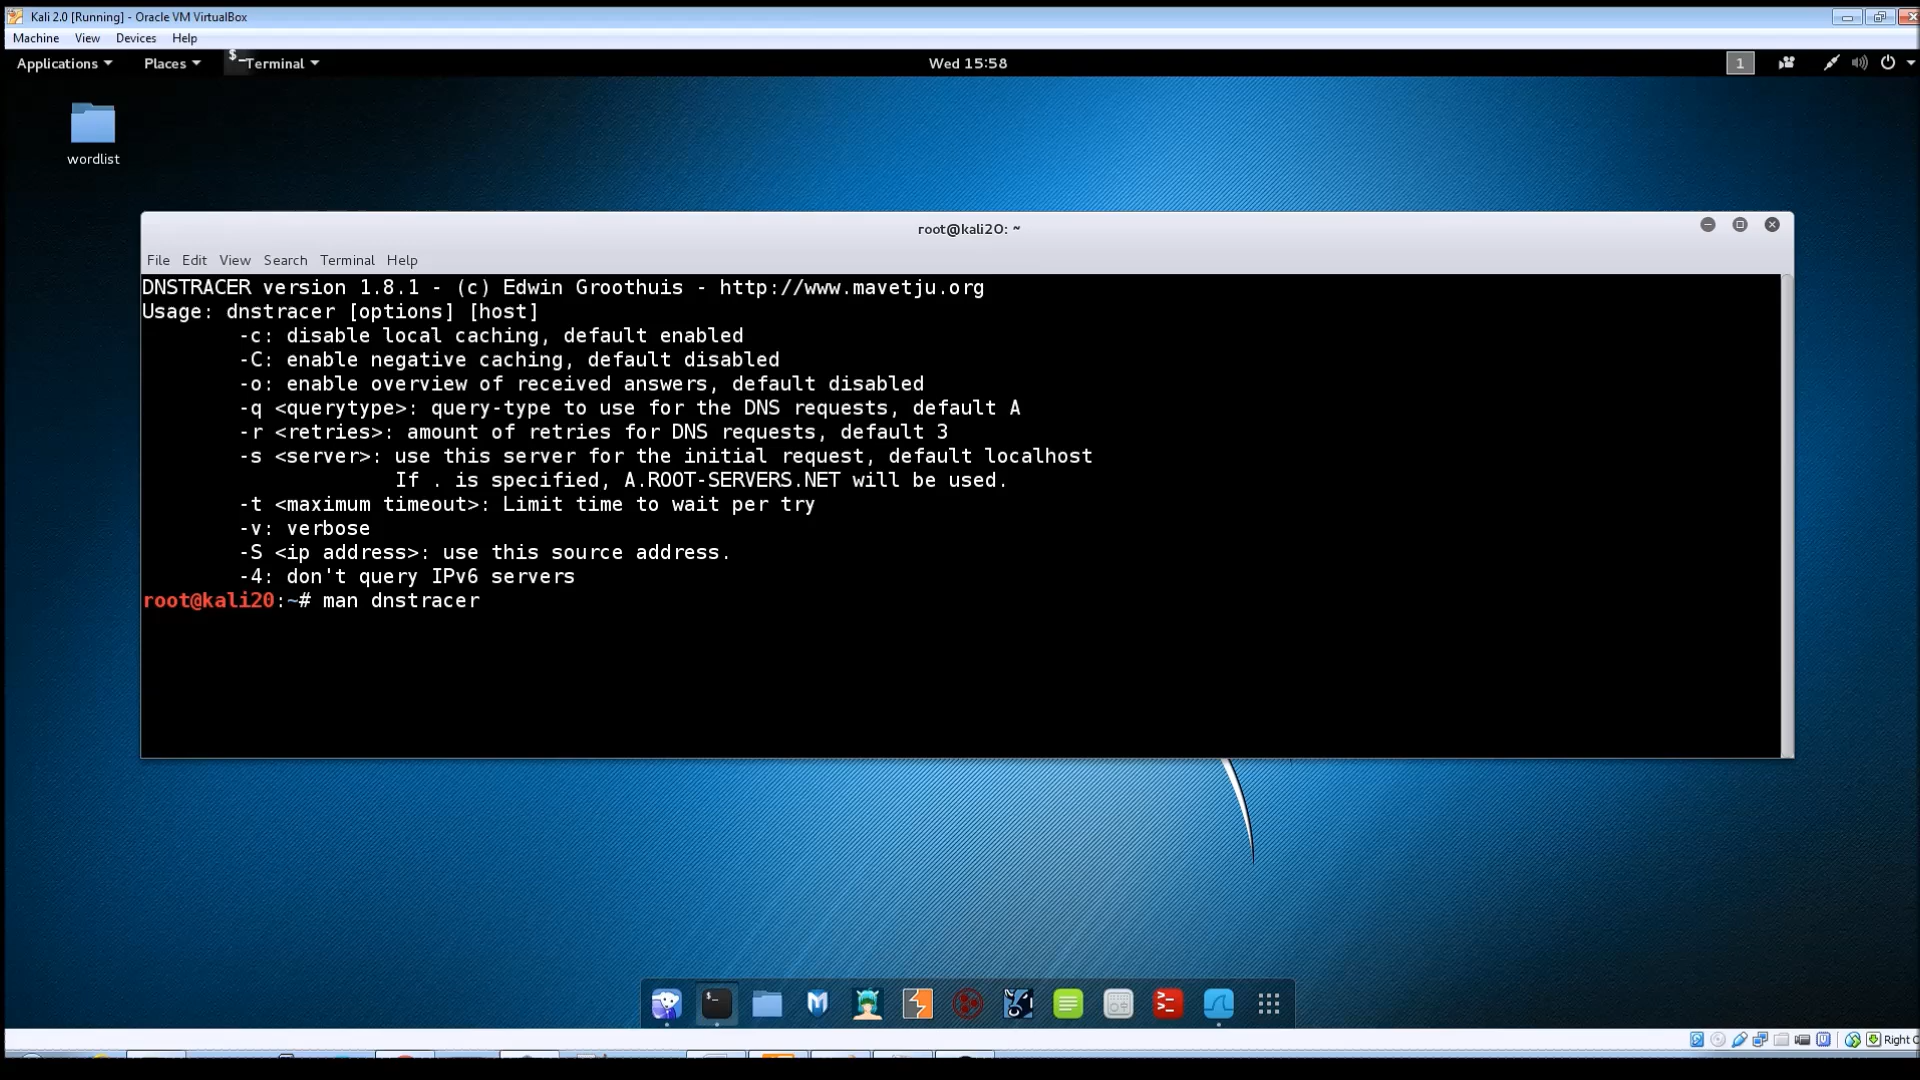 Kali 2.0 [Running] - Oracle VM VirtualBox
Machine View Devices Help
Applications Places Terminal Wed 15:58 1
wordlist
root@kali20: ~
File Edit View Search Terminal Help
DNSTRACER version 1.8.1 - (c) Edwin Groothuis - http://www.mavetju.org
Usage: dnstracer [options] [host]
-c: disable local caching, default enabled
-C: enable negative caching, default disabled
-o: enable overview of received answers, default disabled
-q <querytype>: query-type to use for the DNS requests, default A
-r <retries>: amount of retries for DNS requests, default 3
-s <server>: use this server for the initial request, default localhost
If . is specified, A.ROOT-SERVERS.NET will be used.
-t <maximum timeout>: Limit time to wait per try
-v: verbose
-S <ip address>: use this source address.
-4: don't query IPv6 servers
root@kali20:~# man dnstracer
Right C